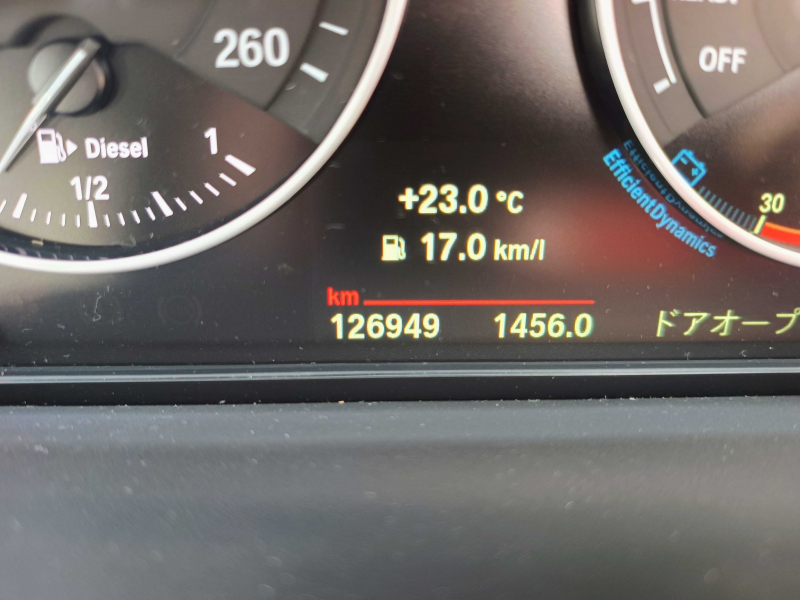 260
Diesel
1/2
1
OFF
+23.0 °C
17.0 km/l
EfficientDynamics
30
km
126949
1456.0
ドアオープ